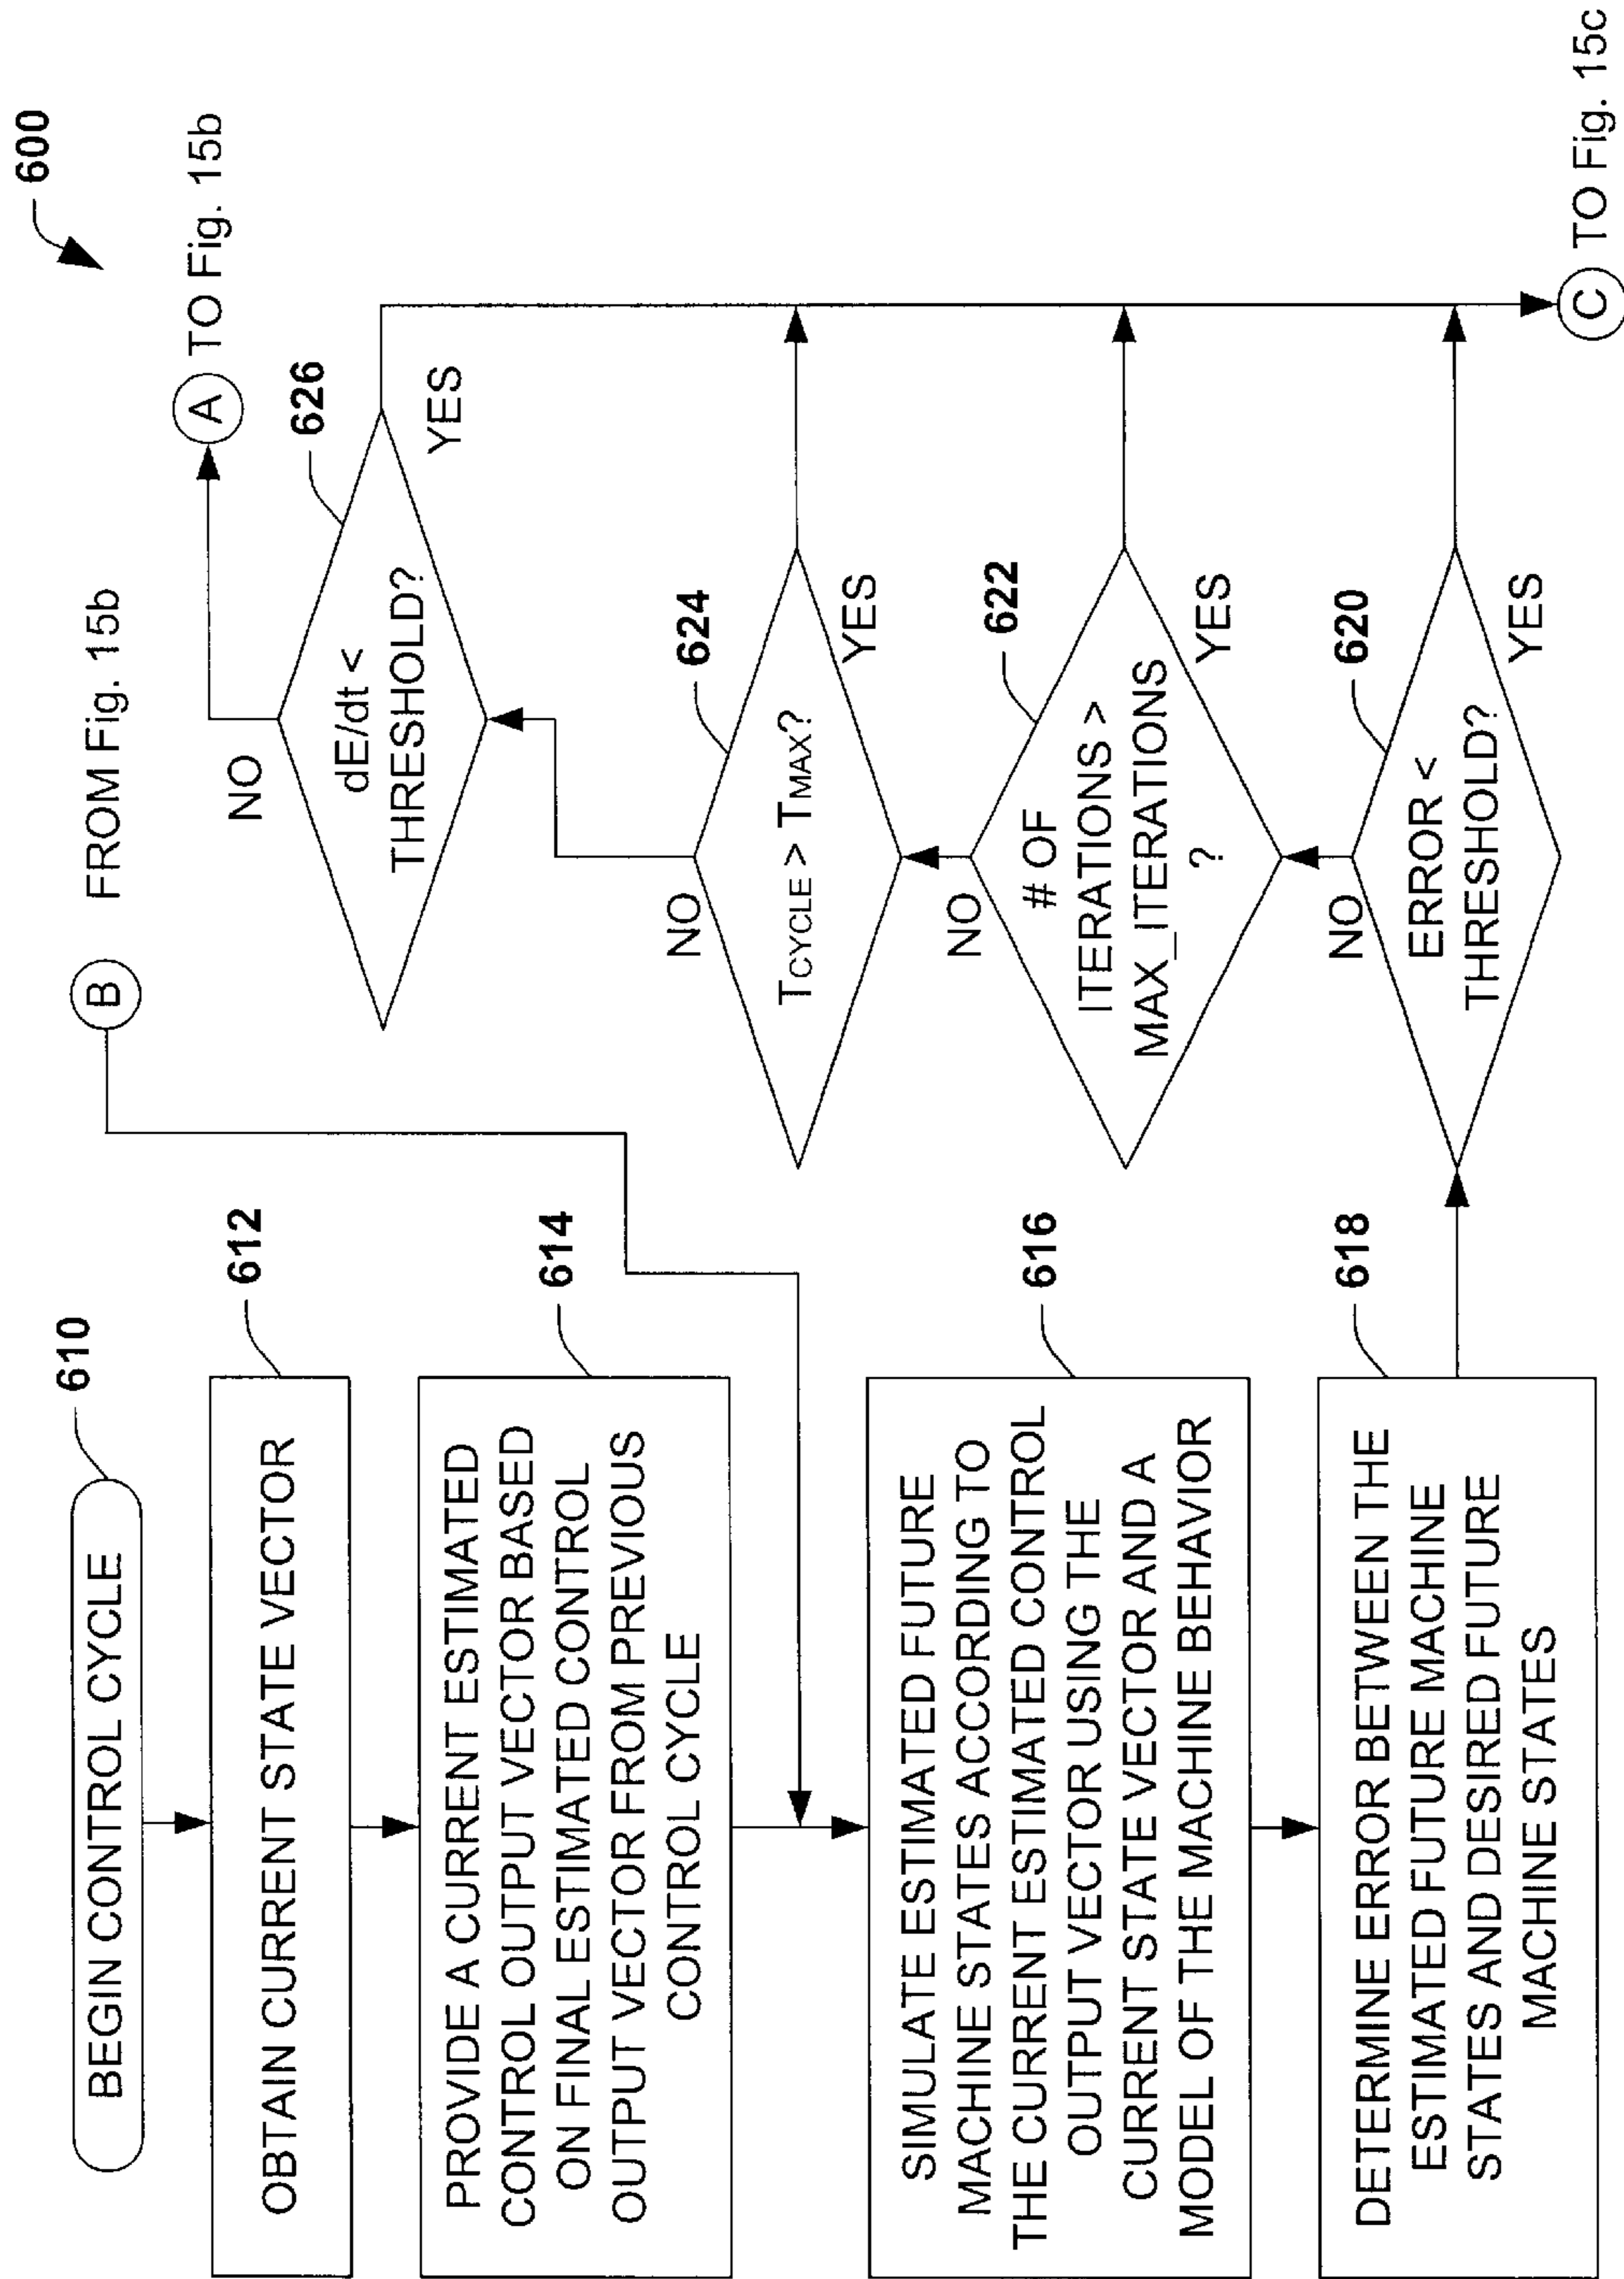 600
610
BEGIN CONTROL CYCLE
612
OBTAIN CURRENT STATE VECTOR
614
PROVIDE A CURRENT ESTIMATED
CONTROL OUTPUT VECTOR BASED
ON FINAL ESTIMATED CONTROL
OUTPUT VECTOR FROM PREVIOUS
CONTROL CYCLE
616
SIMULATE ESTIMATED FUTURE
MACHINE STATES ACCORDING TO
THE CURRENT ESTIMATED CONTROL
OUTPUT VECTOR USING THE
CURRENT STATE VECTOR AND A
MODEL OF THE MACHINE BEHAVIOR
618
DETERMINE ERROR BETWEEN THE
ESTIMATED FUTURE MACHINE
STATES AND DESIRED FUTURE
MACHINE STATES
B FROM Fig. 15b
A TO Fig. 15b
NO
626
dE/dt <
THRESHOLD?
YES
NO
624
TCYCLE > TMAX?
YES
NO
622
# OF
ITERATIONS >
MAX_ITERATIONS
?
YES
NO
620
ERROR <
THRESHOLD?
YES
C TO Fig. 15c